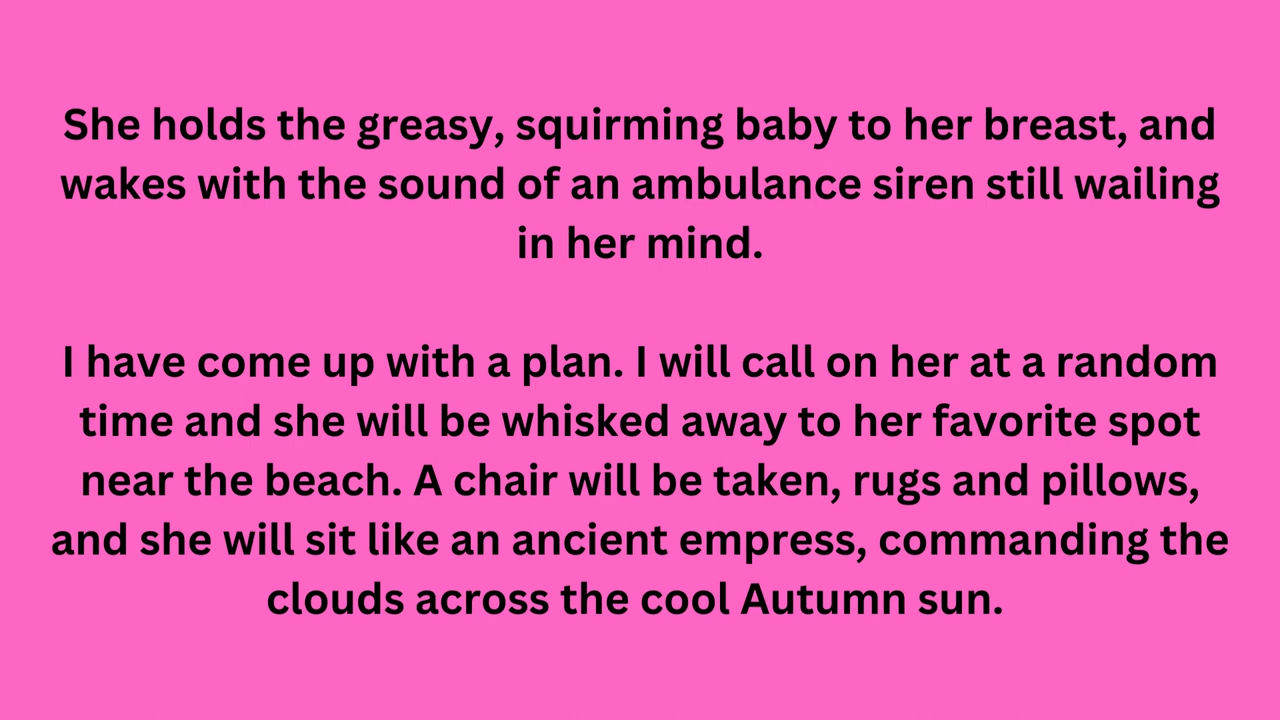 She holds the greasy, squirming baby to her breast, and
wakes with the sound of an ambulance siren still wailing
in her mind.
I have come up with a plan. I will call on her at a random
time and she will be whisked away to her favorite spot
near the beach. A chair will be taken, rugs and pillows,
and she will sit like an ancient empress, commanding the
clouds across the cool Autumn sun.